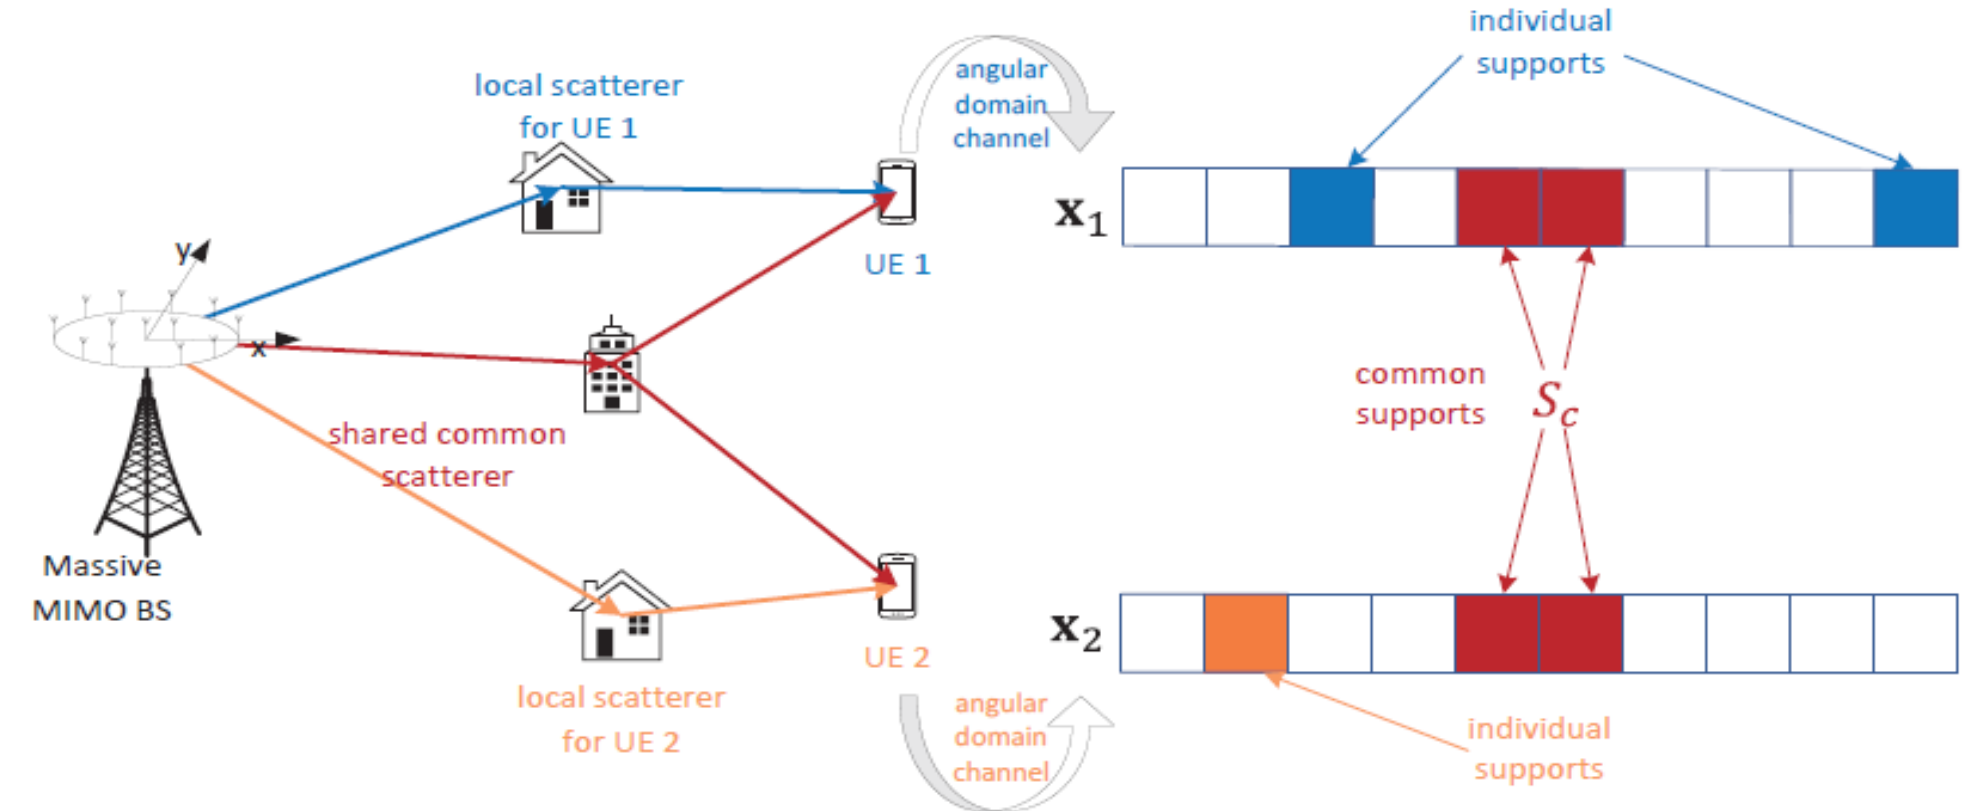 individual
supports
angular
domain
channel
local scatterer
for UE 1
x₁
UE 1
y
x
common
supports
S_c
shared common
scatterer
Massive
MIMO BS
x₂
UE 2
local scatterer
for UE 2
angular
domain
channel
individual
supports